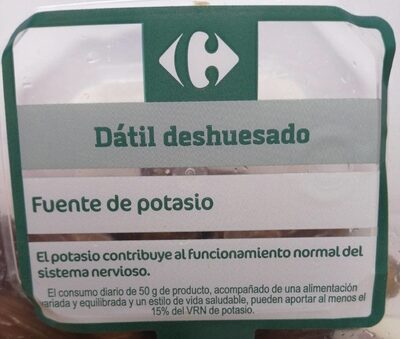 Dátil deshuesado
Fuente de potasio
El potasio contribuye al funcionamiento normal del
sistema nervioso.
El consumo diario de 50 g de producto, acompañado de una alimentación
variada y equilibrada y un estilo de vida saludable, pueden aportar al menos el
15% del VRN de potasio.